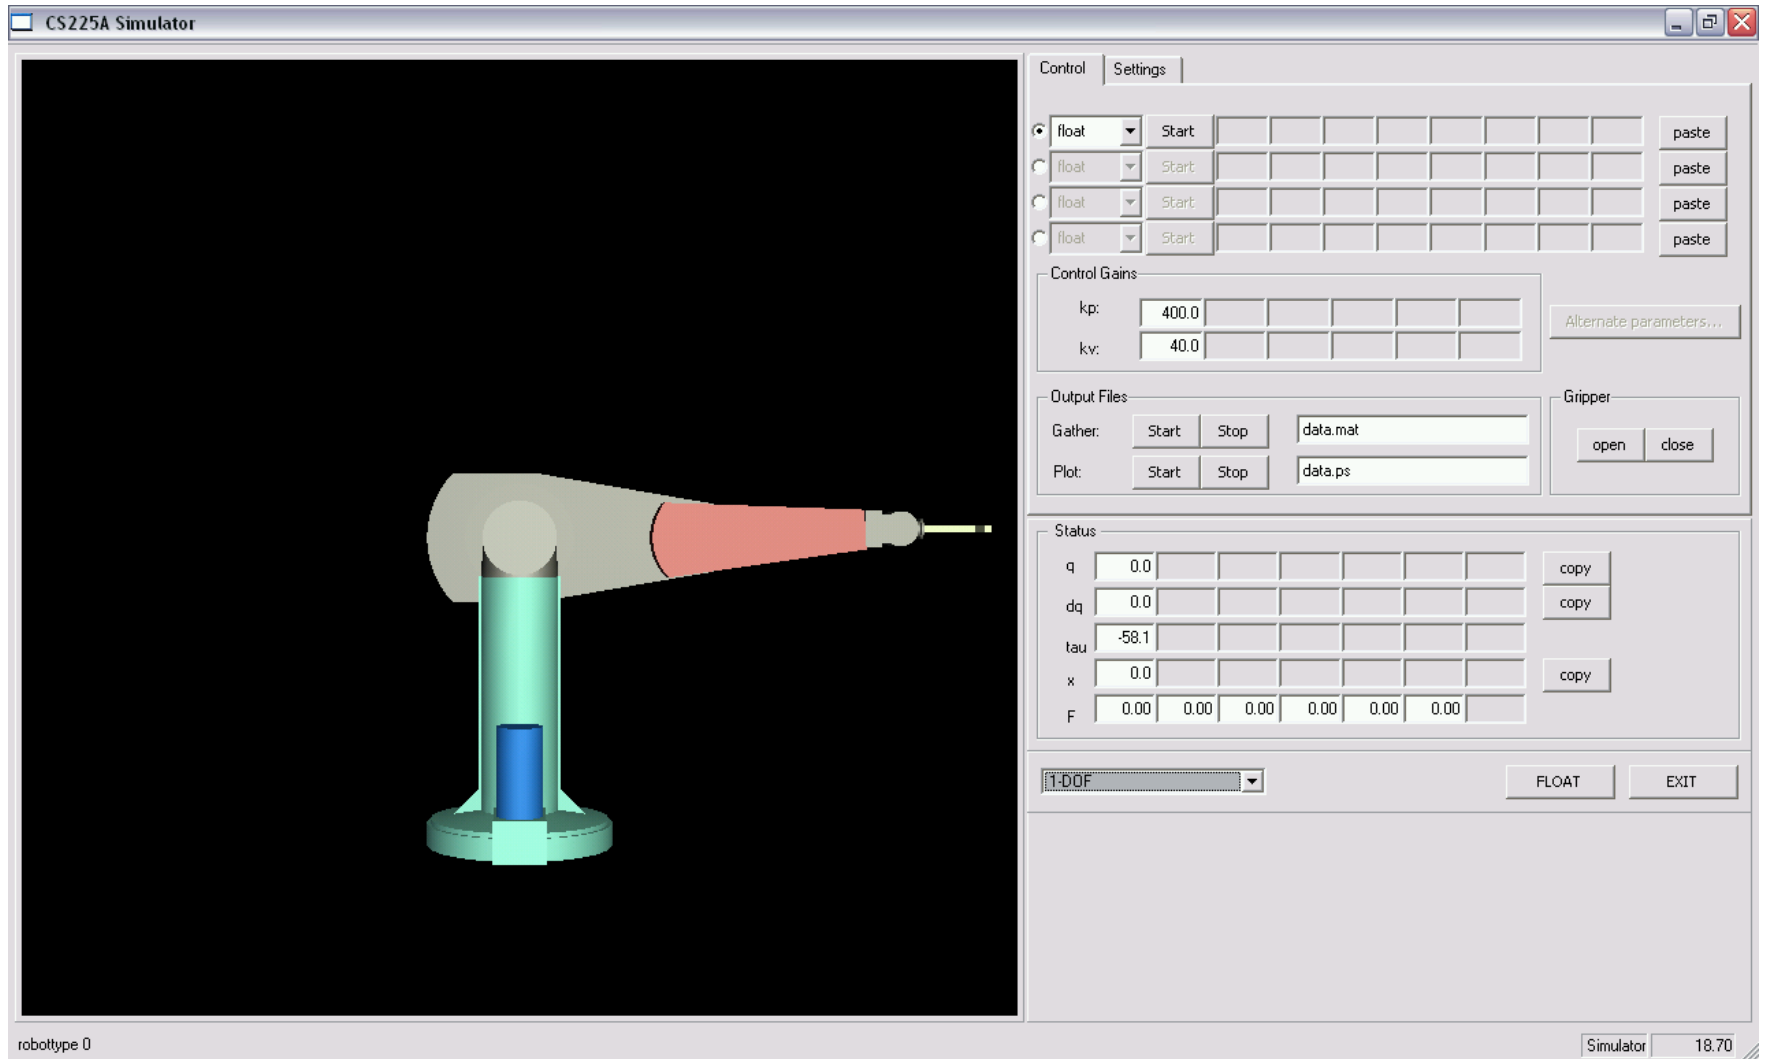 CS225A Simulator
Control Settings
float Start paste
float Start paste
float Start paste
float Start paste
Control Gains
kp: 400.0
Alternate parameters...
kv: 40.0
Output Files Gripper
Gather: Start Stop data.mat
open close
Plot: Start Stop data.ps
Status
q 0.0 copy
dq 0.0 copy
tau -58.1
x 0.0 copy
F 0.00 0.00 0.00 0.00 0.00 0.00
1-DOF FLOAT EXIT
robottype 0 Simulator 18.70